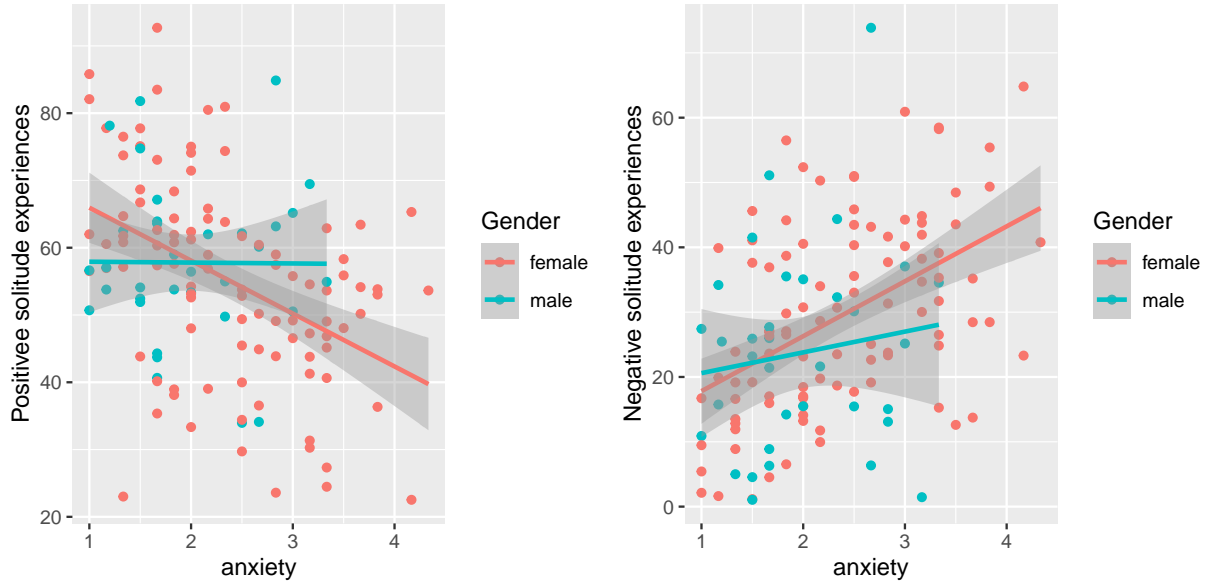 Positivee solitude experiences
80
60
40
20
1 2 3 4
anxiety
Gender
female
male
Negative solitude experiences
60
40
20
0
1 2 3 4
anxiety
Gender
female
male